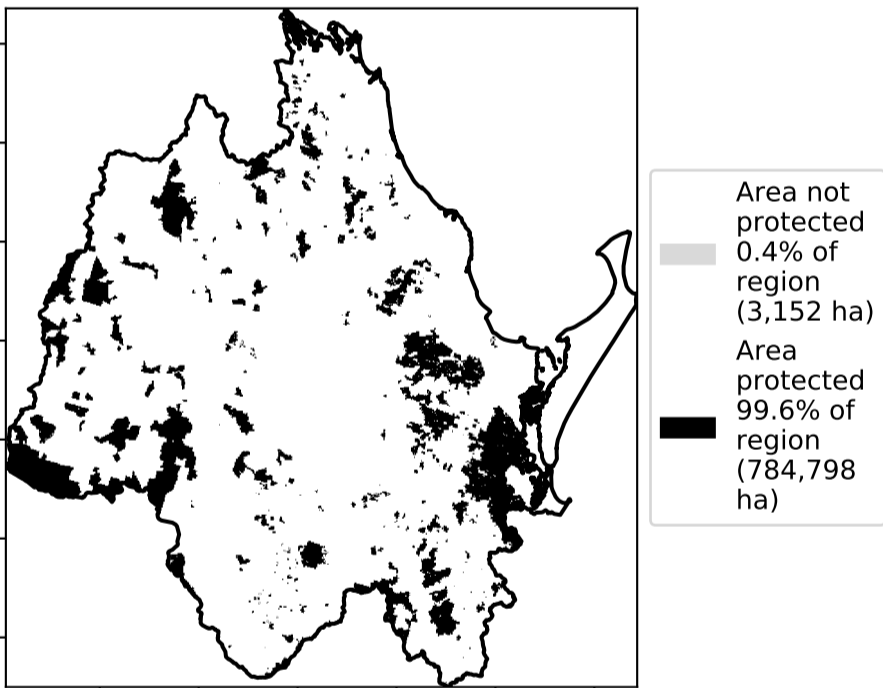 Area not
protected
0.4% of
region
(3,152 ha)
Area
protected
99.6% of
region
(784,798
ha)